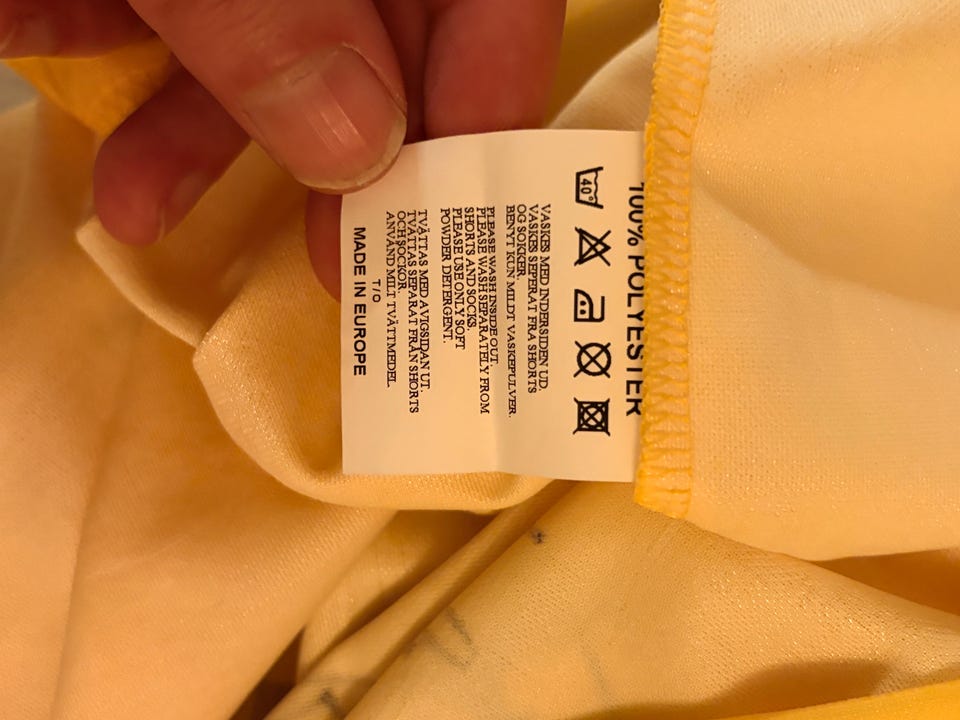 100% POLYESTER
40°
VASKES MED INDERSIDEN UD.
VASKES SEPERAT FRA SHORTS
OG SOKKER.
BENYT KUN MILDT VASKEPULVER.
PLEASE WASH INSIDE OUT.
PLEASE WASH SEPARATELY FROM
SHORTS AND SOCKS.
PLEASE USE ONLY SOFT
POWDER DETERGENT.
TVÄTTAS MED AVIGSIDAN UT.
TVÄTTAS SEPARAT FRÅN SHORTS
OCH SOCKOR.
ANVÄND MILT TVÄTTMEDEL.
T/O
MADE IN EUROPE